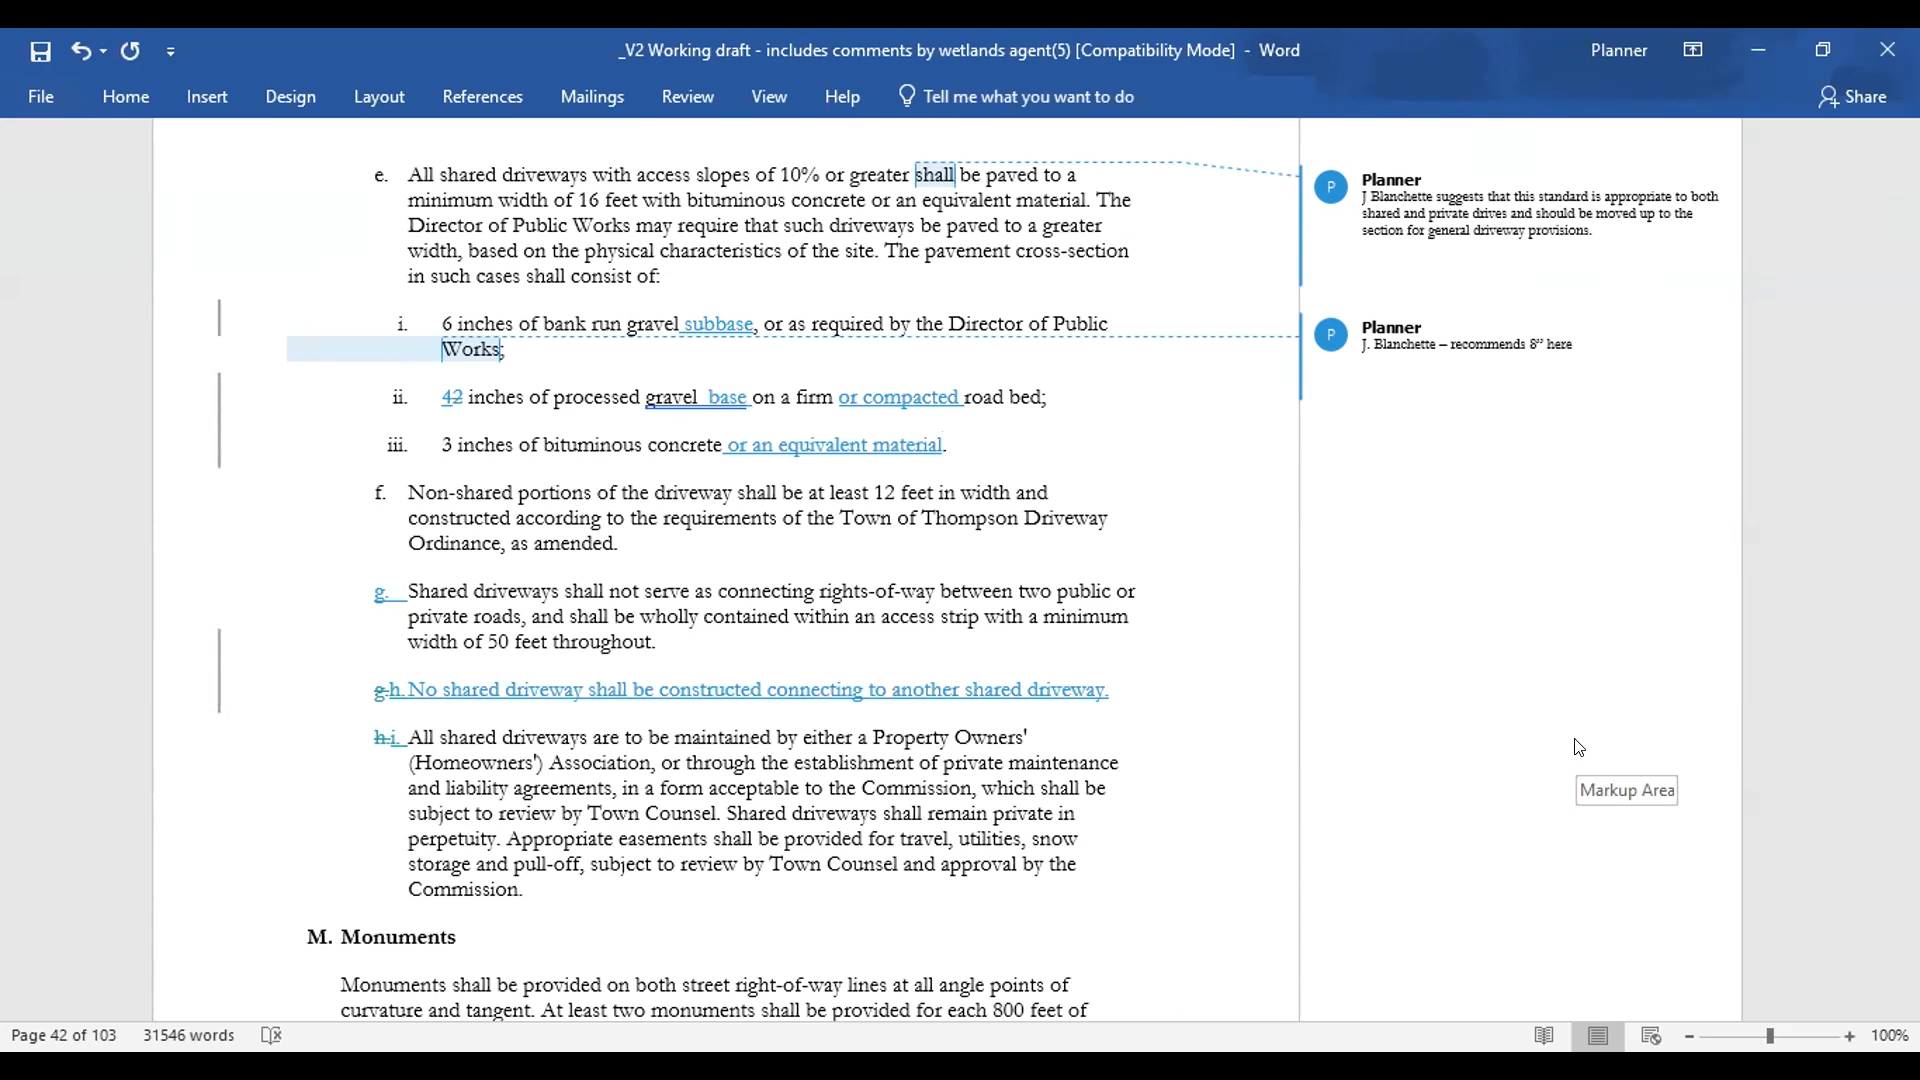 _V2 Working draft - includes comments by wetlands agent(5) [Compatibility Mode] - Word
Planner
File Home Insert Design Layout References Mailings Review View Help Tell me what you want to do Share
e. All shared driveways with access slopes of 10% or greater shall be paved to a
minimum width of 16 feet with bituminous concrete or an equivalent material. The
Director of Public Works may require that such driveways be paved to a greater
width, based on the physical characteristics of the site. The pavement cross-section
in such cases shall consist of:
i. 6 inches of bank run gravel subbase, or as required by the Director of Public
Works;
ii. 42 inches of processed gravel base on a firm or compacted road bed;
iii. 3 inches of bituminous concrete or an equivalent material.
f. Non-shared portions of the driveway shall be at least 12 feet in width and
constructed according to the requirements of the Town of Thompson Driveway
Ordinance, as amended.
g. Shared driveways shall not serve as connecting rights-of-way between two public or
private roads, and shall be wholly contained within an access strip with a minimum
width of 50 feet throughout.
g.h. No shared driveway shall be constructed connecting to another shared driveway.
h.i. All shared driveways are to be maintained by either a Property Owners'
(Homeowners') Association, or through the establishment of private maintenance
and liability agreements, in a form acceptable to the Commission, which shall be
subject to review by Town Counsel. Shared driveways shall remain private in
perpetuity. Appropriate easements shall be provided for travel, utilities, snow
storage and pull-off, subject to review by Town Counsel and approval by the
Commission.
M. Monuments
Monuments shall be provided on both street right-of-way lines at all angle points of
curvature and tangent. At least two monuments shall be provided for each 800 feet of
P
Planner
J Blanchette suggests that this standard is appropriate to both
shared and private drives and should be moved up to the
section for general driveway provisions.
P
Planner
J. Blanchette – recommends 8” here
Markup Area
Page 42 of 103 31546 words 100%